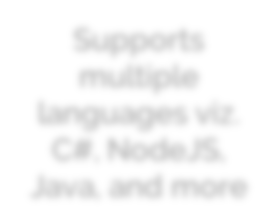 Supports
multiple
languages viz.
C#, NodeJS,
Java, and more